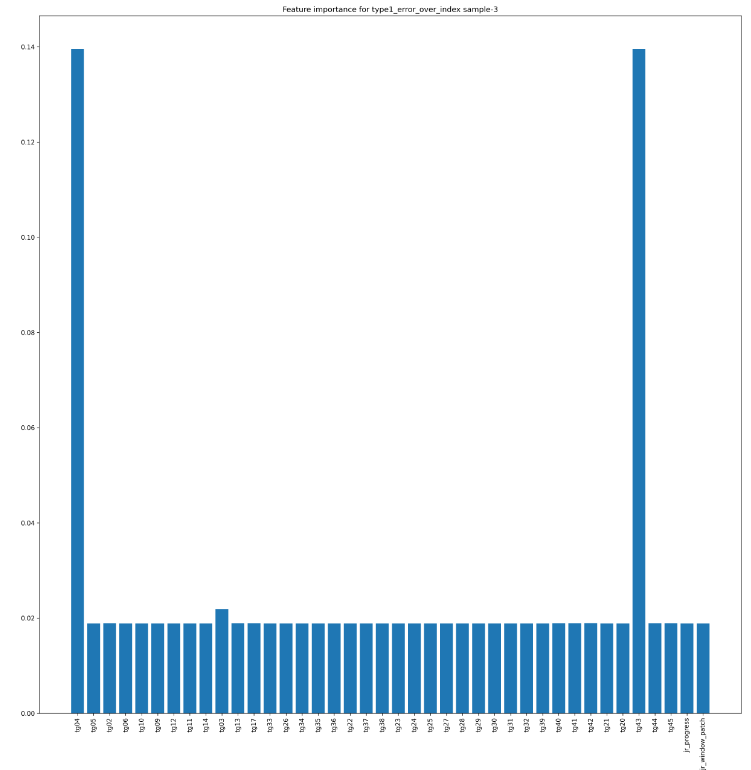 Feature importance for type1_error_over_index sample-3
0.14
0.12
0.10
0.08
0.06
0.04
0.02
0.00
tg04
tg05
tg02
tg06
tg10
tg09
tg12
tg11
tg14
tg03
tg13
tg17
tg33
tg26
tg34
tg35
tg36
tg22
tg37
tg38
tg23
tg24
tg25
tg27
tg28
tg29
tg30
tg31
tg32
tg39
tg40
tg41
tg42
tg21
tg20
tg43
tg44
tg45
jr_progress
jr_window_patch